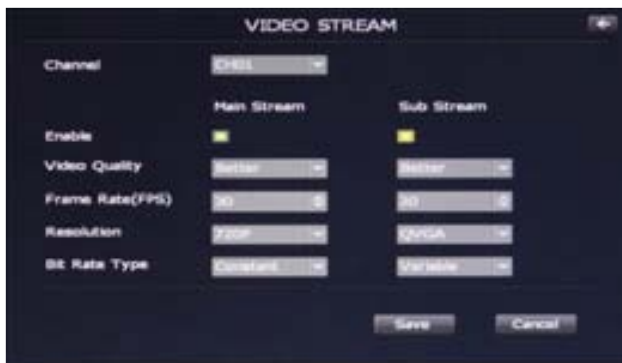 VIDEO STREAM
Channel CH01
Main Stream Sub Stream
Enable
Video Quality Better Better
Frame Rate(FPS) 30 30
Resolution 720P QVGA
Bit Rate Type Constant Variable
Save Cancel